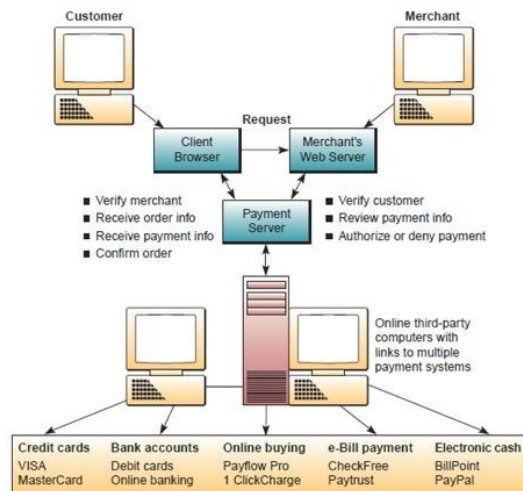 Customer
Merchant
Request
Client
Browser
Merchant's
Web Server
Verify merchant
Receive order info
Receive payment info
Confirm order
Payment
Server
Verify customer
Review payment info
Authorize or deny payment
Online third-party
computers with
links to multiple
payment systems
Credit cards
VISA
MasterCard
Bank accounts
Debit cards
Online banking
Online buying
Payflow Pro
1 ClickCharge
e-Bill payment
CheckFree
Paytrust
Electronic cash
BillPoint
PayPal